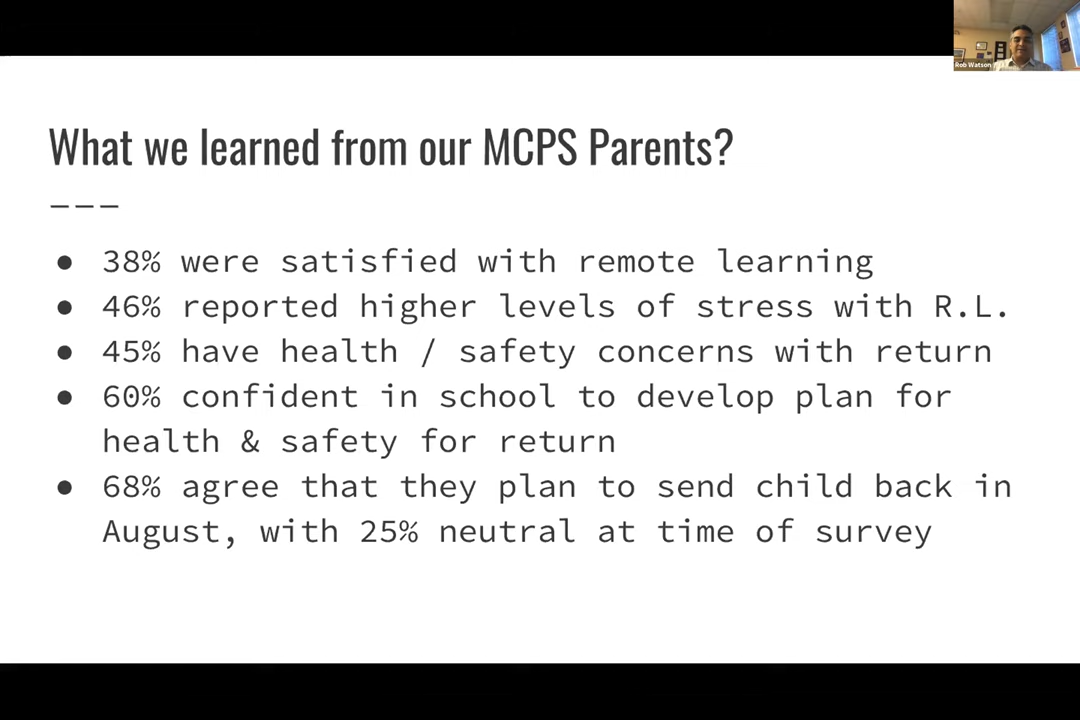 Rob Watson
What we learned from our MCPS Parents?
● 38% were satisfied with remote learning
● 46% reported higher levels of stress with R.L.
● 45% have health / safety concerns with return
● 60% confident in school to develop plan for
health & safety for return
● 68% agree that they plan to send child back in
August, with 25% neutral at time of survey